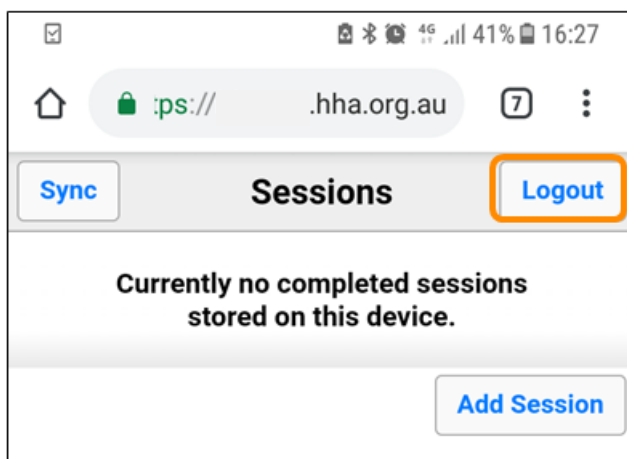 4G 41% 16:27
:ps:// .hha.org.au 7
Sync Sessions Logout
Currently no completed sessions
stored on this device.
Add Session